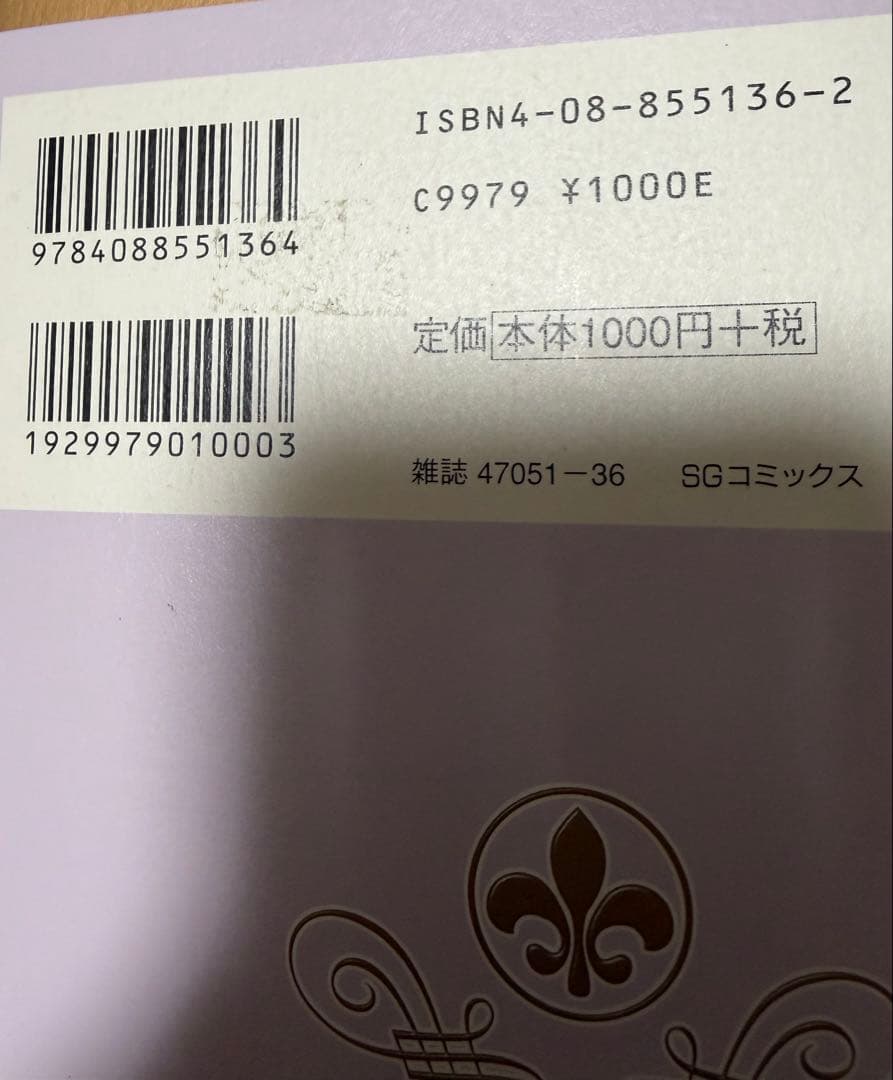 ISBN4-08-855136-2
9784088551364
C9979 ¥1000E
1929979010003
定価本体1000円十税
雑誌 47051-36 SGコミックス